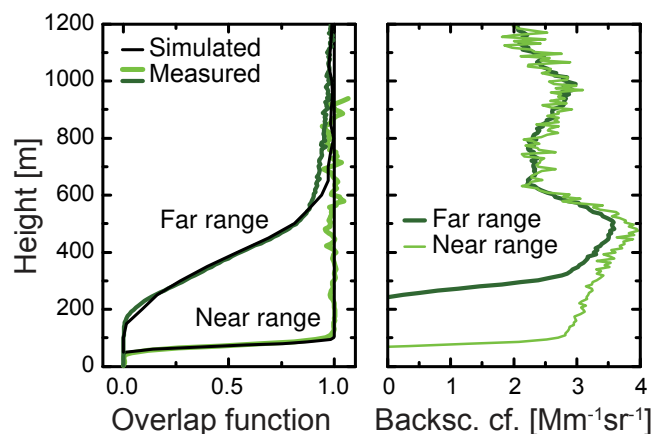 1200
1000
800
600
400
200
0
Height [m]
Simulated
Measured
Far range
Near range
0.0
0.5
1.0
Overlap function
Far range
Near range
0
1
2
3
4
Backsc. cf. [Mm⁻¹sr⁻¹]